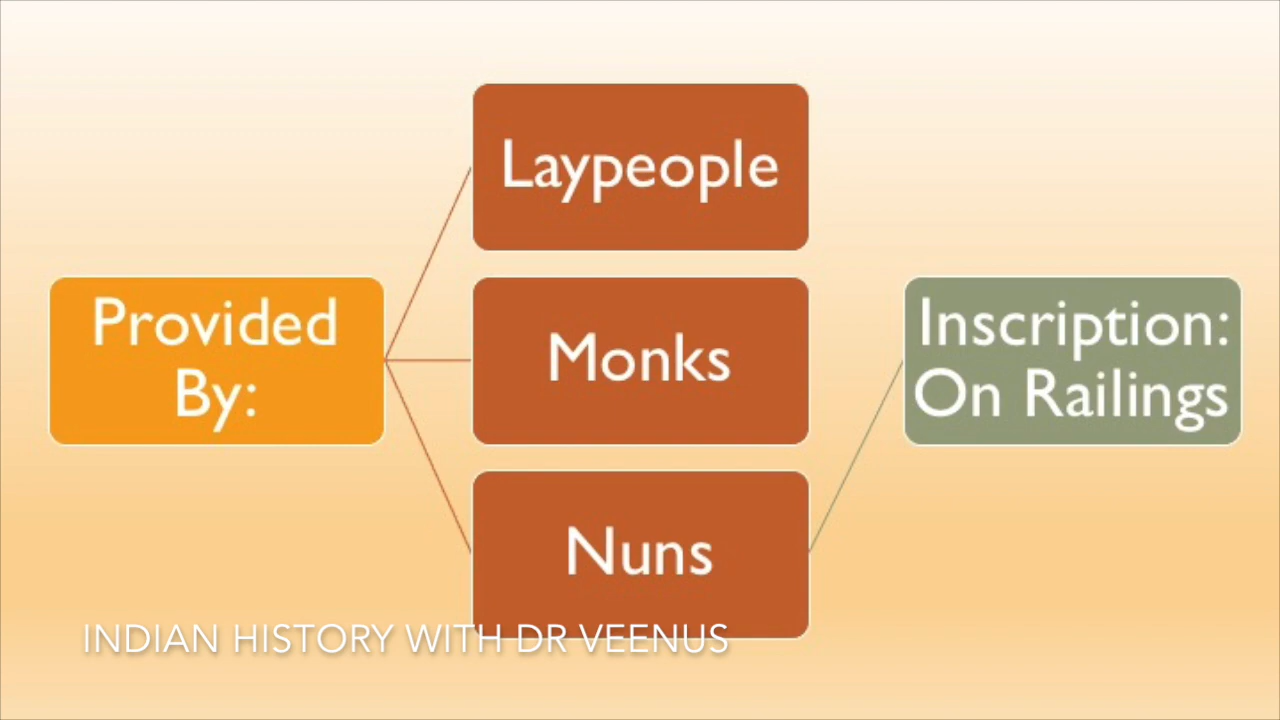 Laypeople
Provided
By:
Monks
Inscription:
On Railings
Nuns
INDIAN HISTORY WITH DR VEENUS